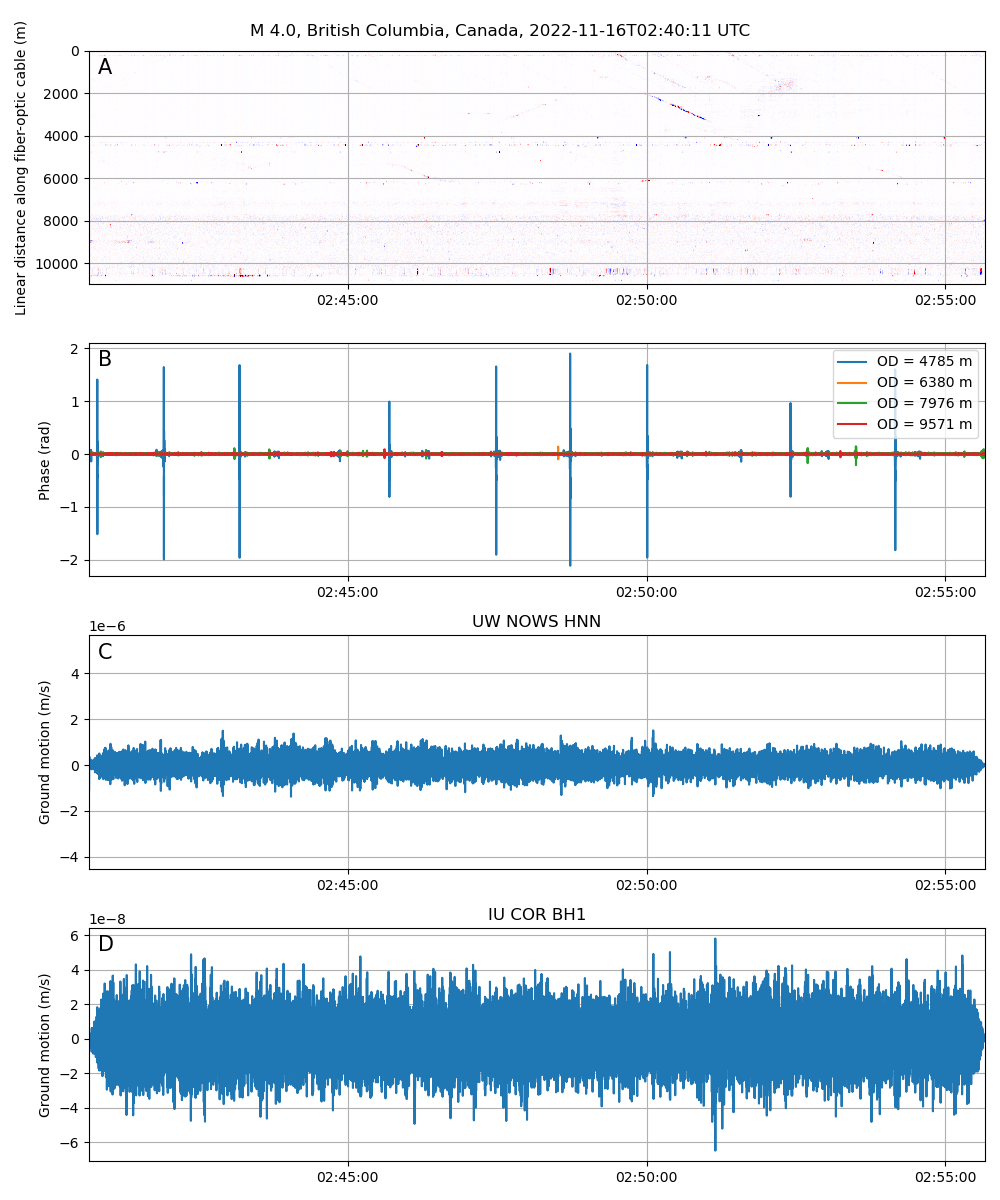 M 4.0, British Columbia, Canada, 2022-11-16T02:40:11 UTC
A
Linear distance along fiber-optic cable (m)
0
2000
4000
6000
8000
10000
02:45:00 02:50:00 02:55:00
B
Phase (rad)
2
1
0
−1
−2
OD = 4785 m
OD = 6380 m
OD = 7976 m
OD = 9571 m
02:45:00 02:50:00 02:55:00
UW NOWS HNN
1e−6
C
Ground motion (m/s)
4
2
0
−2
−4
02:45:00 02:50:00 02:55:00
IU COR BH1
1e−8
D
Ground motion (m/s)
6
4
2
0
−2
−4
−6
02:45:00 02:50:00 02:55:00